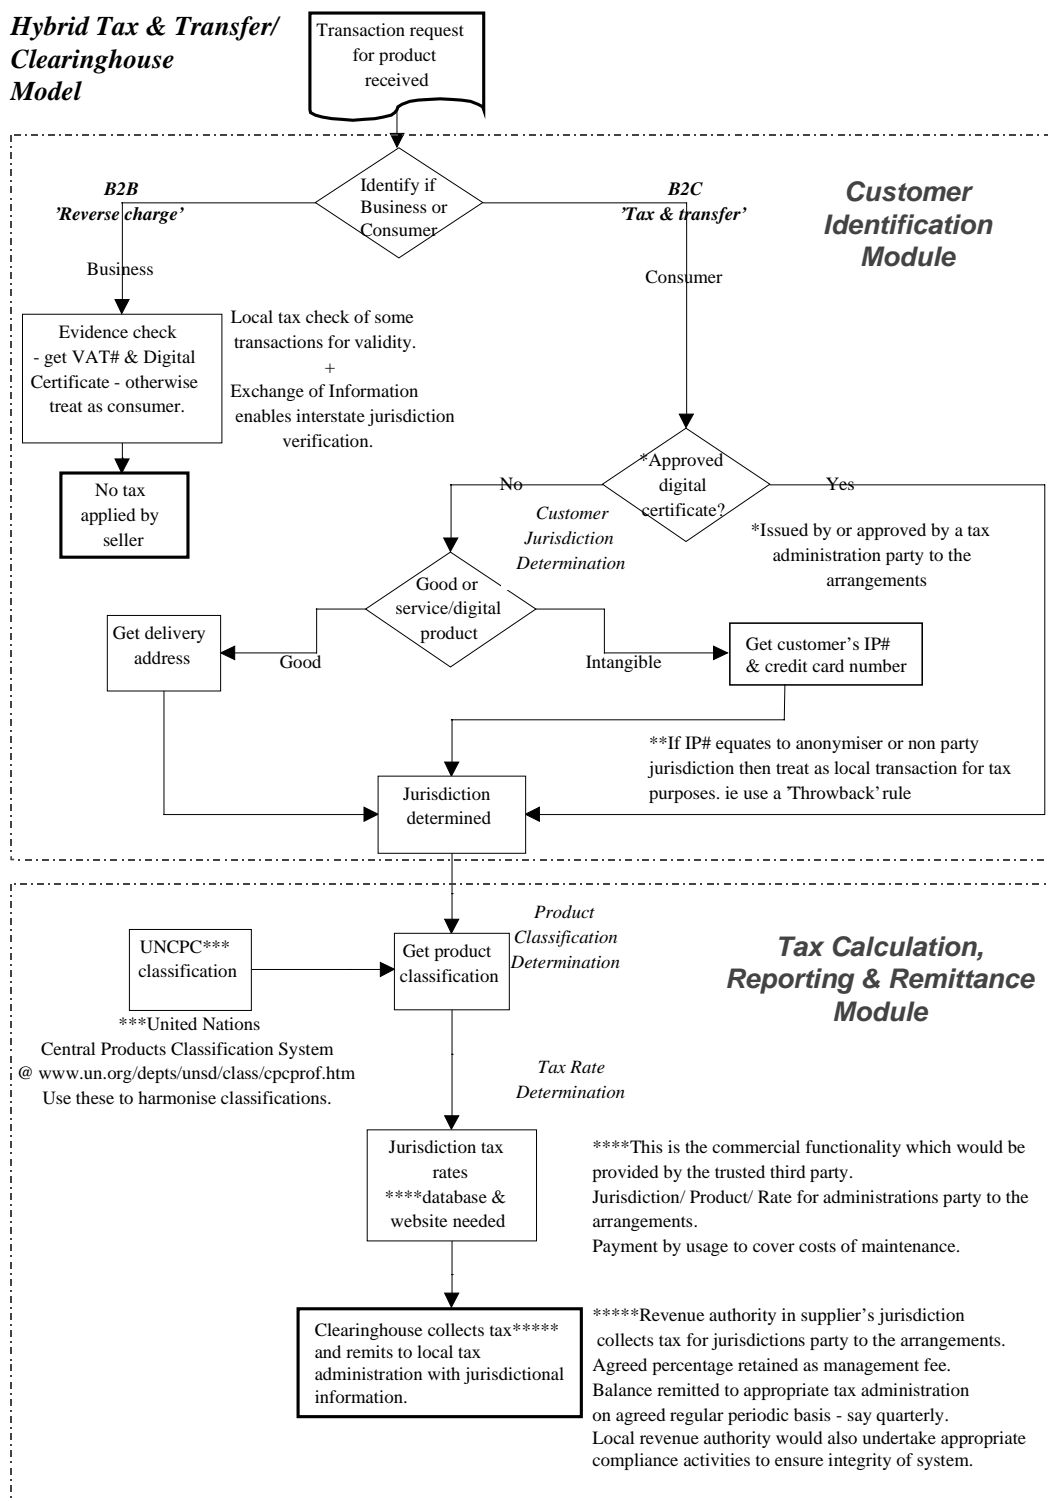 Hybrid Tax & Transfer/
Clearinghouse
Model
Transaction request
for product
received
Identify if
Business or
Consumer
B2B
'Reverse charge'
B2C
'Tax & transfer'
Customer
Identification
Module
Business
Consumer
Evidence check
- get VAT# & Digital
Certificate - otherwise
treat as consumer.
Local tax check of some
transactions for validity.
+
Exchange of Information
enables interstate jurisdiction
verification.
No tax
applied by
seller
*Approved
digital
certificate?
No
Yes
Customer
Jurisdiction
Determination
*Issued by or approved by a tax
administration party to the
arrangements
Good or
service/digital
product
Get delivery
address
Good
Intangible
Get customer's IP#
& credit card number
**If IP# equates to anonymiser or non party
jurisdiction then treat as local transaction for tax
purposes. ie use a 'Throwback' rule
Jurisdiction
determined
Product
Classification
Determination
UNCPC***
classification
Get product
classification
Tax Calculation,
Reporting & Remittance
Module
***United Nations
Central Products Classification System
@ www.un.org/depts/unsd/class/cpcprof.htm
Use these to harmonise classifications.
Tax Rate
Determination
Jurisdiction tax
rates
****database &
website needed
****This is the commercial functionality which would be
provided by the trusted third party.
Jurisdiction/ Product/ Rate for administrations party to the
arrangements.
Payment by usage to cover costs of maintenance.
Clearinghouse collects tax*****
and remits to local tax
administration with jurisdictional
information.
*****Revenue authority in supplier's jurisdiction
collects tax for jurisdictions party to the arrangements.
Agreed percentage retained as management fee.
Balance remitted to appropriate tax administration
on agreed regular periodic basis - say quarterly.
Local revenue authority would also undertake appropriate
compliance activities to ensure integrity of system.